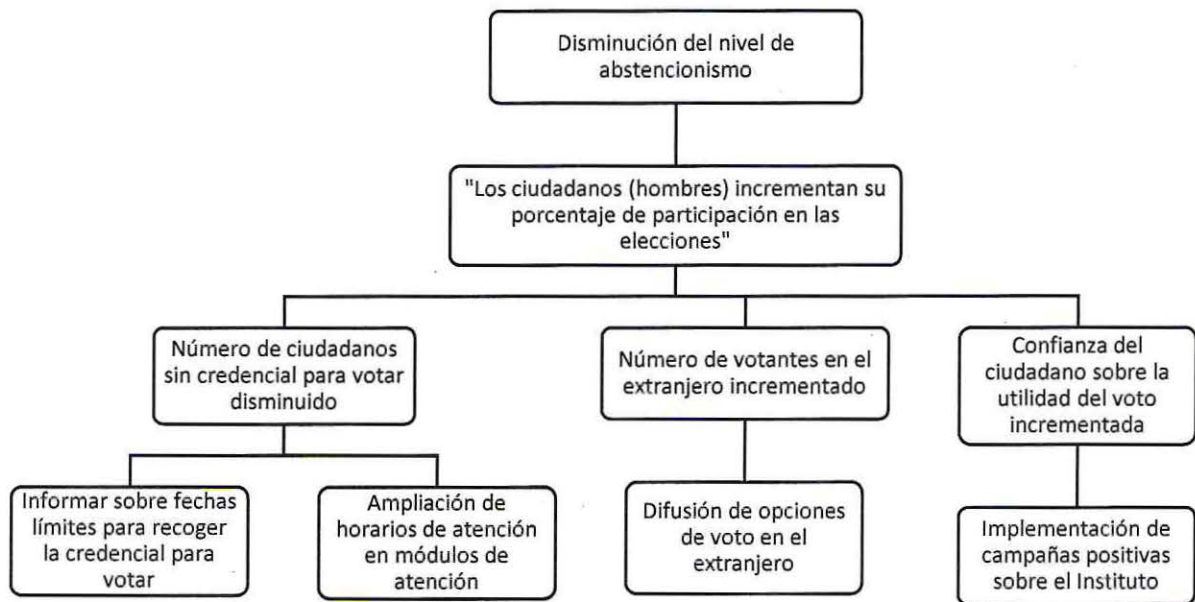 Disminución del nivel de
abstencionismo
"Los ciudadanos (hombres) incrementan su
porcentaje de participación en las
elecciones"
Número de ciudadanos
sin credencial para votar
disminuido
Número de votantes en el
extranjero incrementado
Confianza del
ciudadano sobre la
utilidad del voto
incrementada
Informar sobre fechas
límites para recoger
la credencial para
votar
Ampliación de
horarios de atención
en módulos de
atención
Difusión de opciones
de voto en el
extranjero
Implementación de
campañas positivas
sobre el Instituto